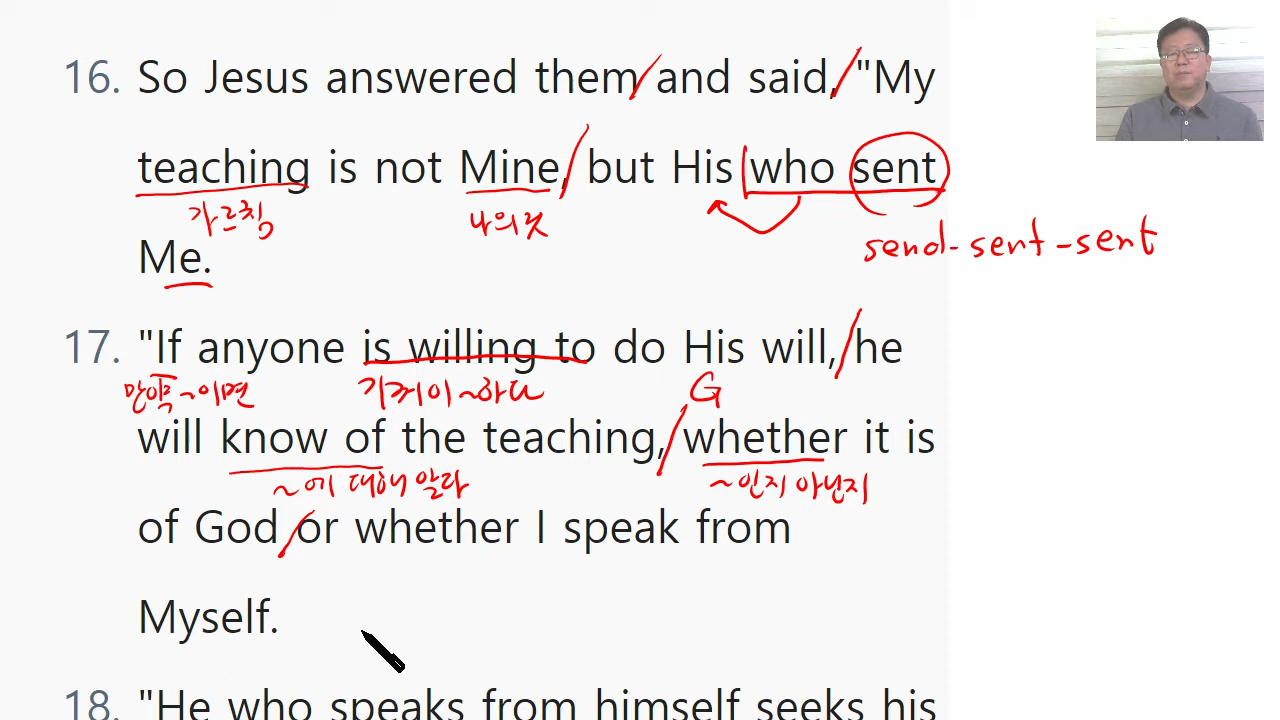 16. So Jesus answered them and said, "My
teaching is not Mine, but His who sent
가르침 나의 것
send-sent-sent
Me.
17. "If anyone is willing to do His will, he
만약~이면 기꺼이~하다 G
will know of the teaching, whether it is
~에 대해 알다 ~인지 아닌지
of God or whether I speak from
Myself.
18. "He who speaks from himself seeks his